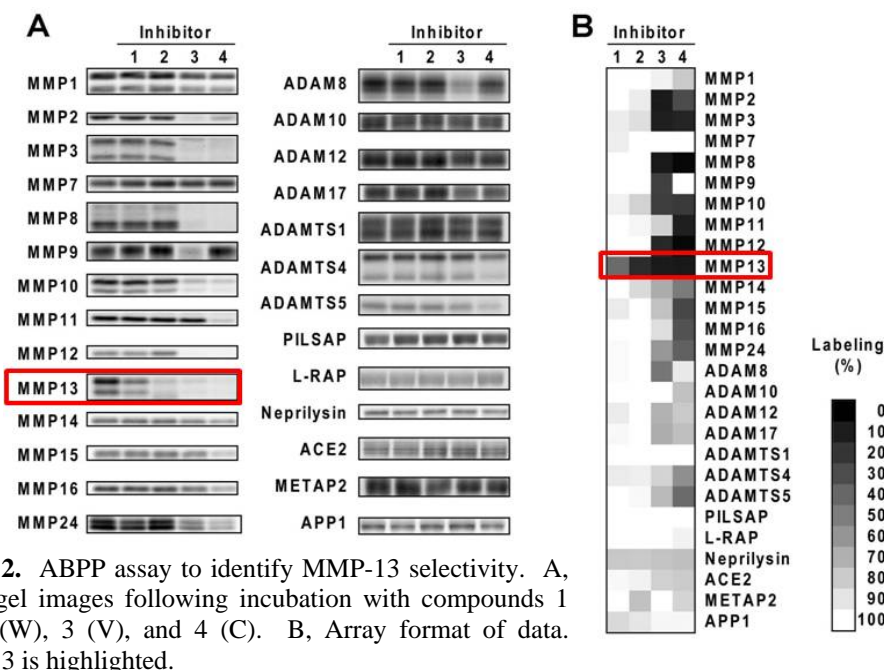 A
Inhibitor
1 2 3 4
MMP1
MMP2
MMP3
MMP7
MMP8
MMP9
MMP10
MMP11
MMP12
MMP13
MMP14
MMP15
MMP16
MMP24
Inhibitor
1 2 3 4
ADAM8
ADAM10
ADAM12
ADAM17
ADAMTS1
ADAMTS4
ADAMTS5
PILSAP
L-RAP
Neprilysin
ACE2
METAP2
APP1
B
Inhibitor
1 2 3 4
MMP1
MMP2
MMP3
MMP7
MMP8
MMP9
MMP10
MMP11
MMP12
MMP13
MMP14
MMP15
MMP16
MMP24
ADAM8
ADAM10
ADAM12
ADAM17
ADAMTS1
ADAMTS4
ADAMTS5
PILSAP
L-RAP
Neprilysin
ACE2
METAP2
APP1
Labeling
(%)
0
10
20
30
40
50
60
70
80
90
100
2. ABPP assay to identify MMP-13 selectivity. A,
gel images following incubation with compounds 1
(W), 3 (V), and 4 (C). B, Array format of data.
3 is highlighted.